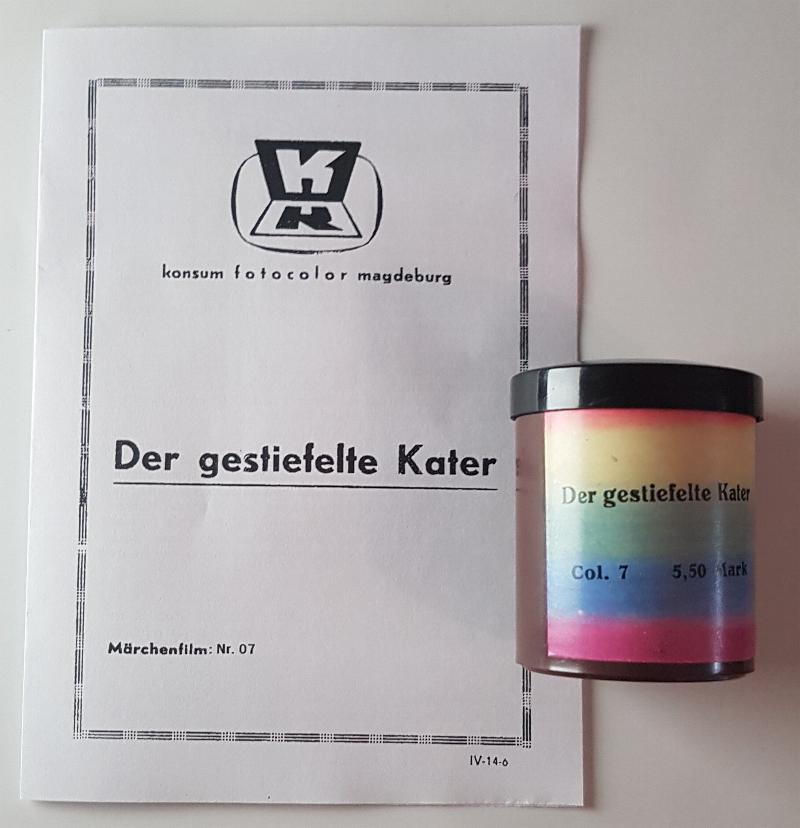 K
K
konsum fotocolor magdeburg
Der gestiefelte Kater
Märchenfilm: Nr. 07
IV-14-6
Der gestiefelte Kater
Col. 7 5,50 Mark